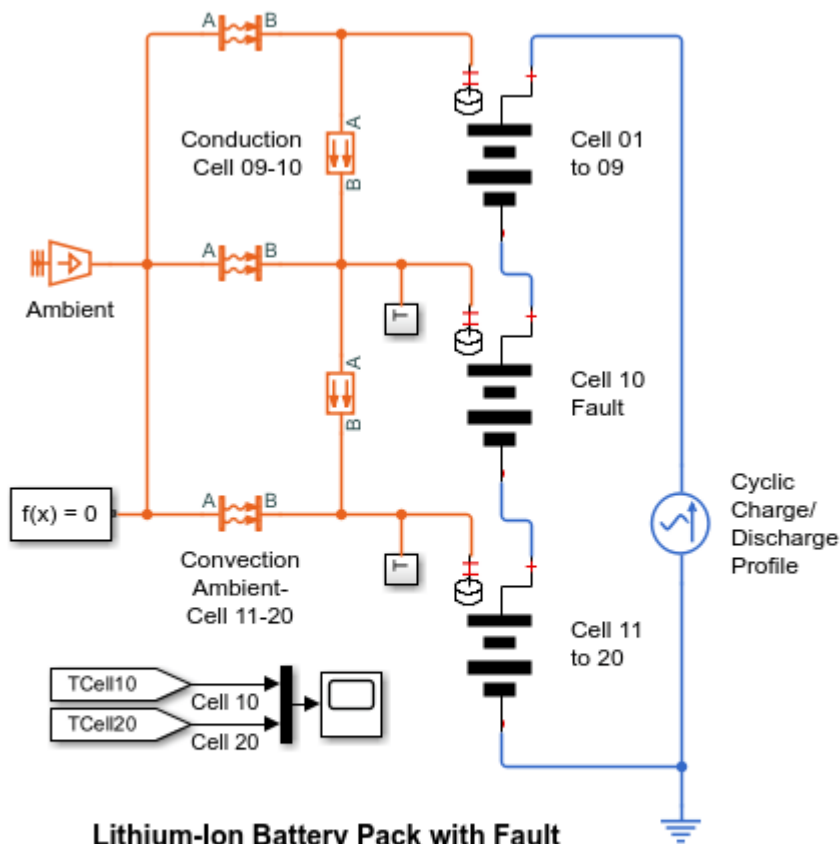 A
B
Conduction
Cell 09-10
A
B
Cell 01
to 09
Ambient
A
B
T
Cell 10
Fault
A
B
f(x) = 0
A
B
T
Convection
Ambient-
Cell 11-20
Cyclic
Charge/
Discharge
Profile
Cell 11
to 20
TCell10
Cell 10
TCell20
Cell 20
Lithium-Ion Battery Pack with Fault